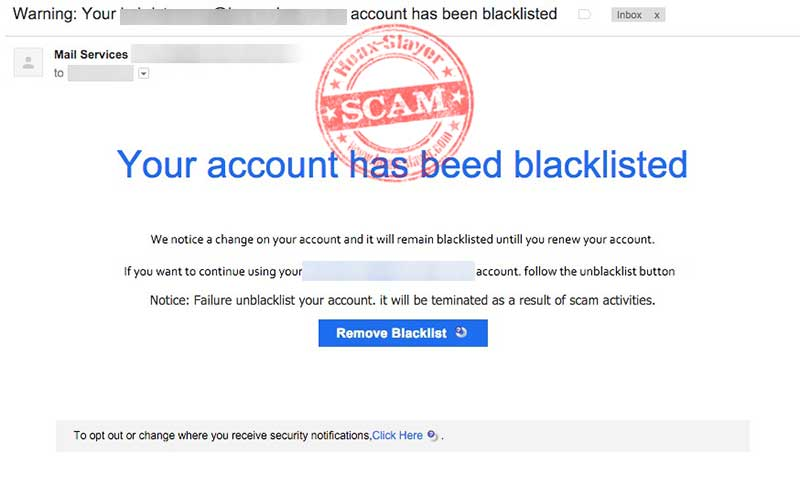 Warning: Your account has been blacklisted
Inbox x
Mail Services
to
Hoax-Slayer
SCAM
Your account has beed blacklisted
We notice a change on your account and it will remain blacklisted untill you renew your account.
If you want to continue using your account. follow the unblacklist button
Notice: Failure unblacklist your account. it will be teminated as a result of scam activities.
Remove Blacklist
To opt out or change where you receive security notifications,Click Here .